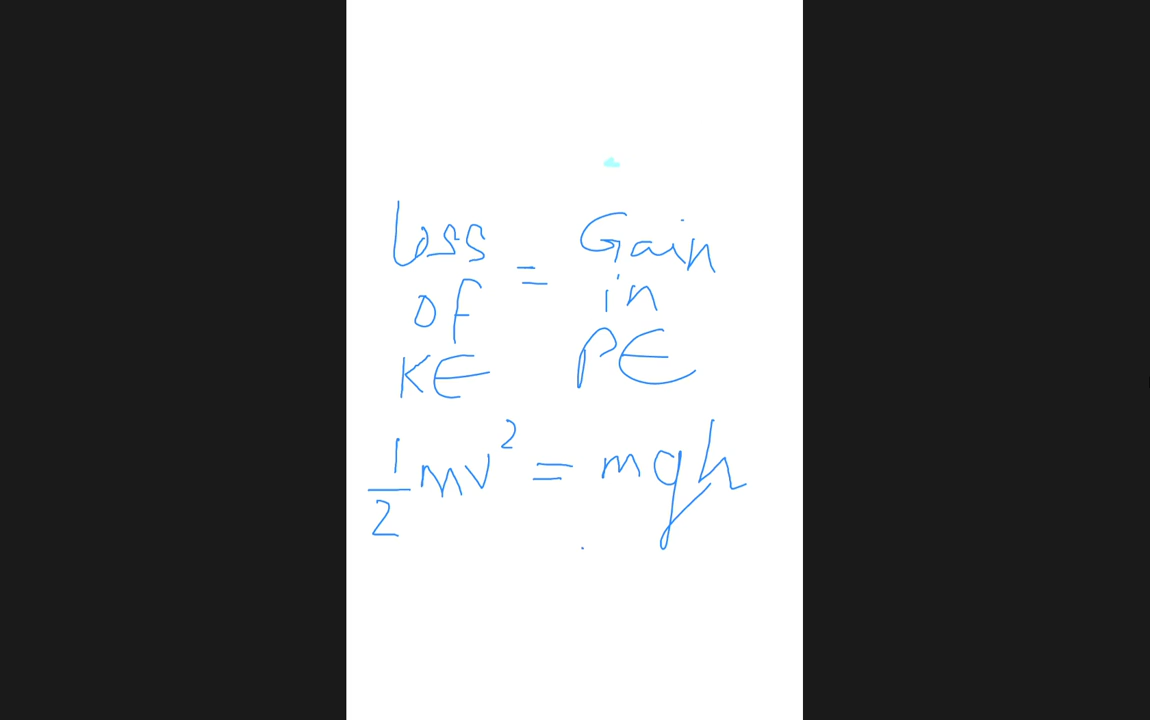 Loss = Gain
of in
KE PE
1/2 mv² = mgh